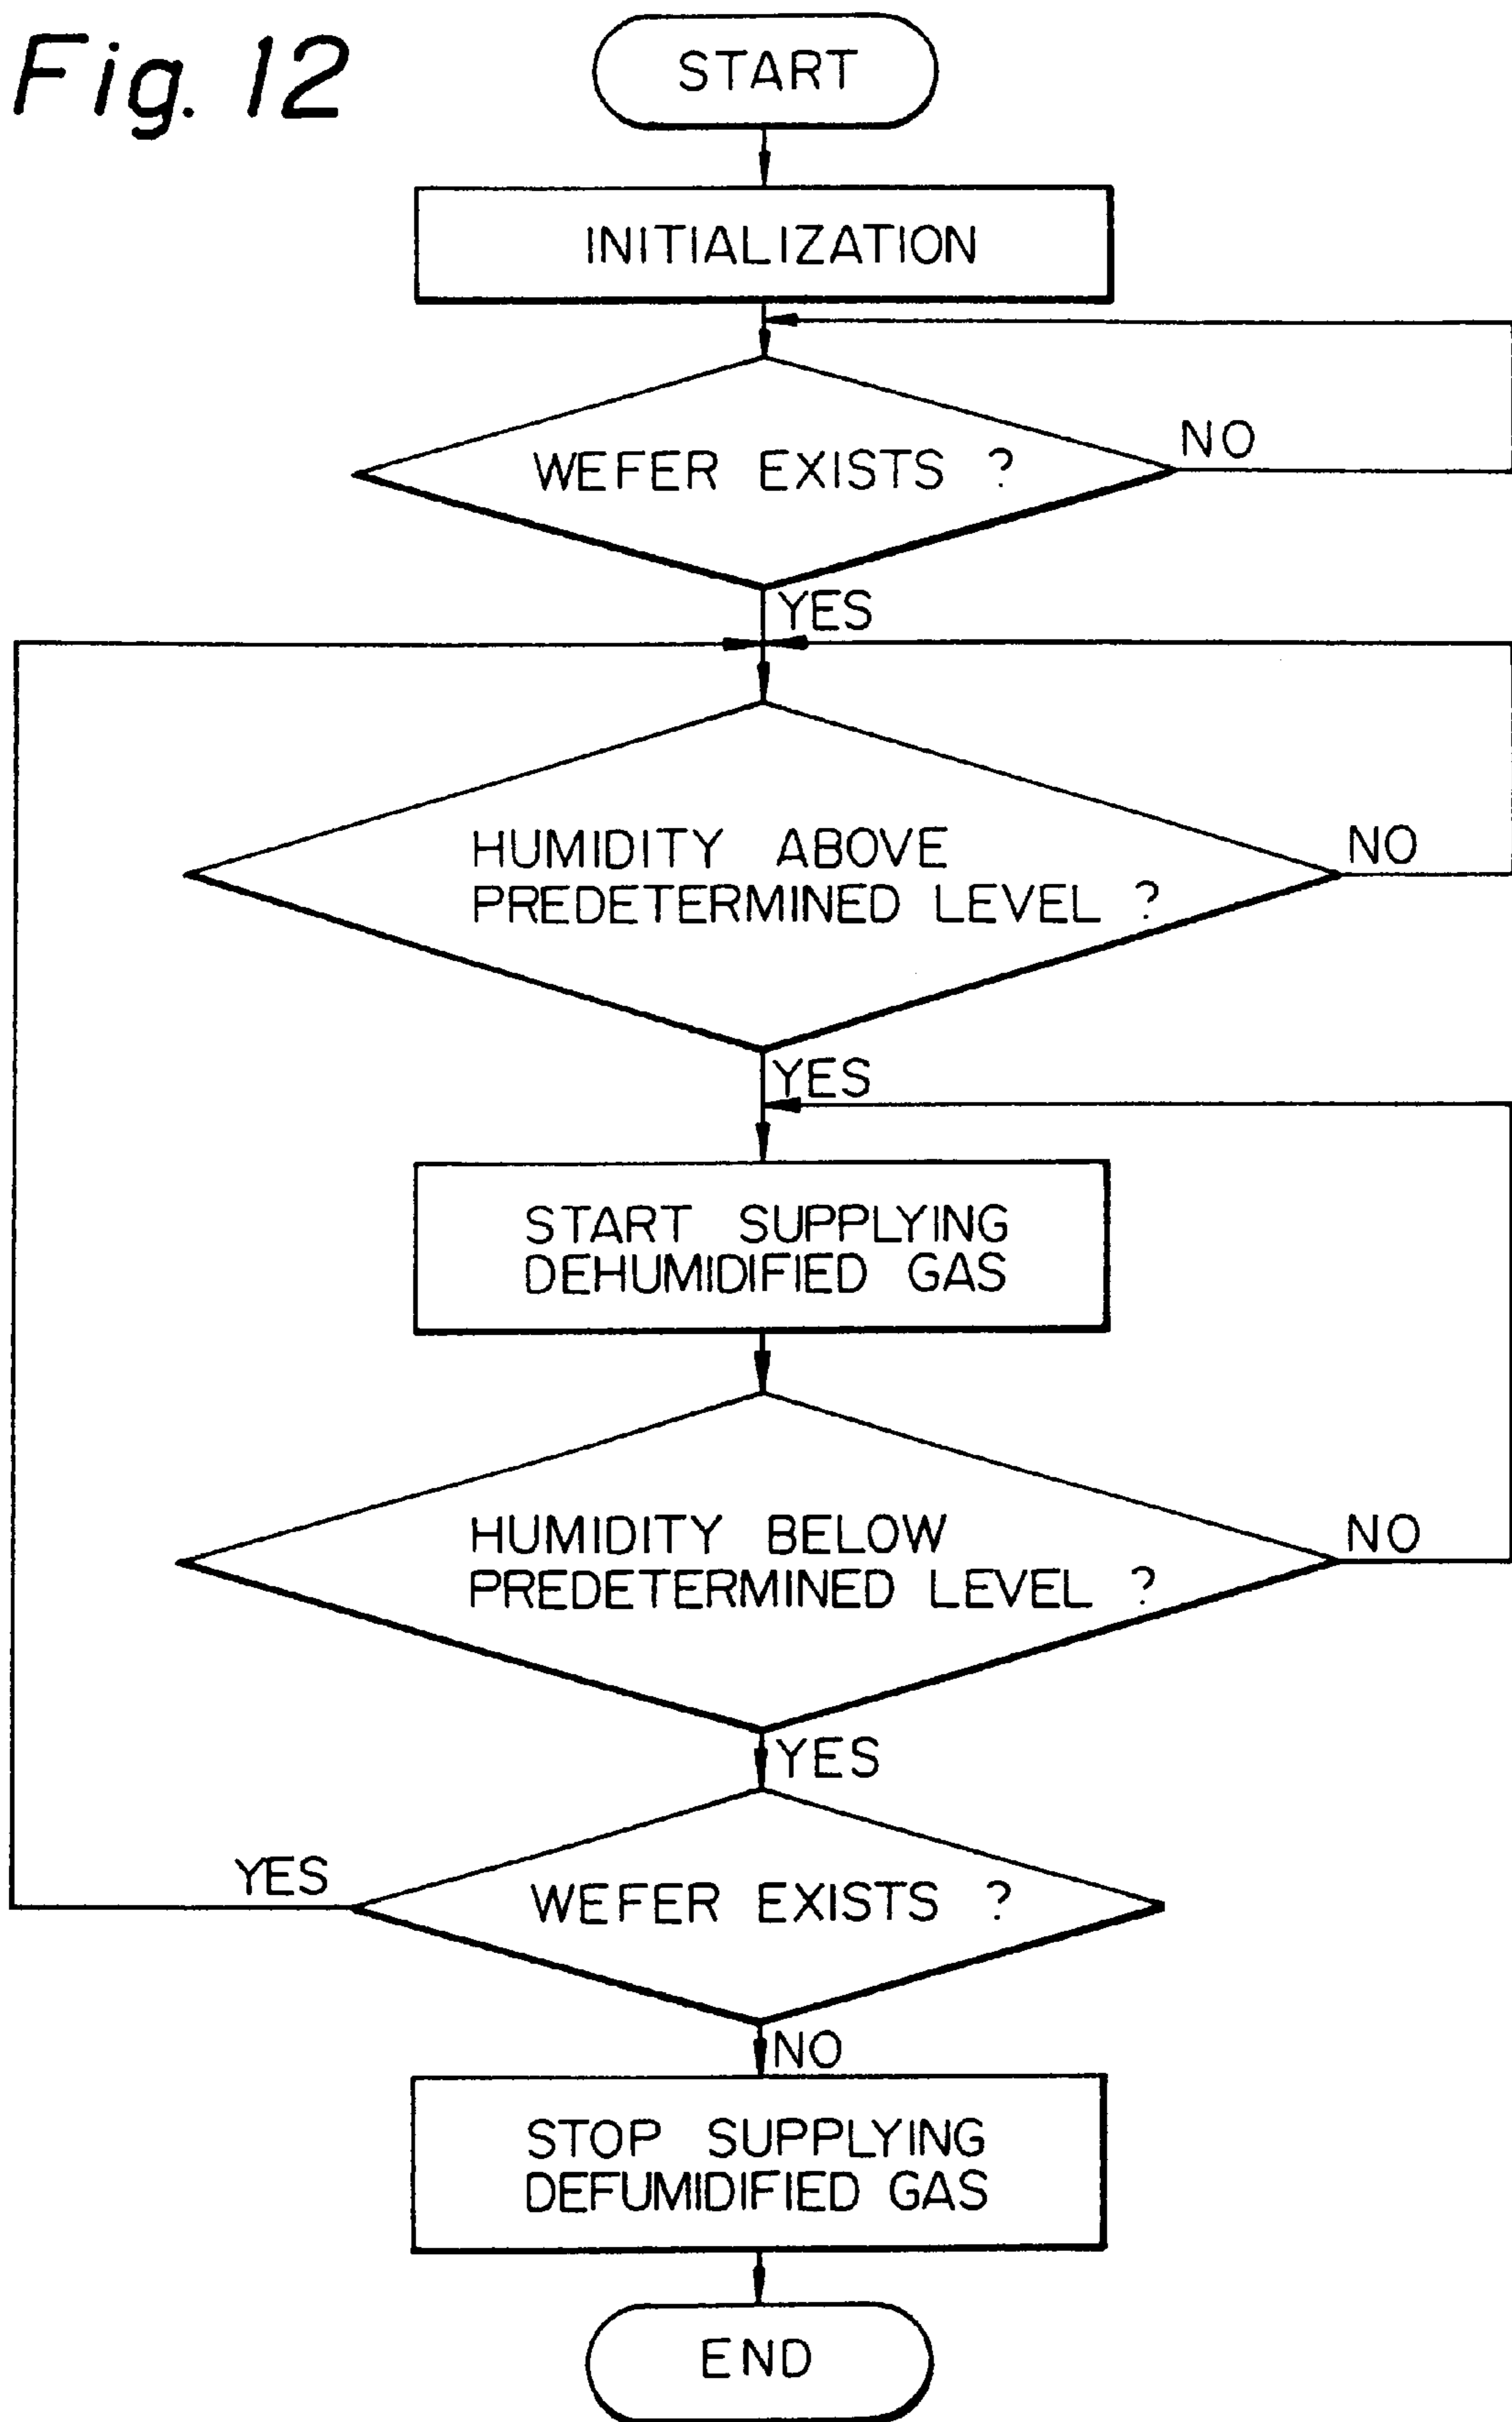 Fig. 12
START
INITIALIZATION
WEFER EXISTS ?
NO
YES
HUMIDITY ABOVE
PREDETERMINED LEVEL ?
NO
YES
START SUPPLYING
DEHUMIDIFIED GAS
HUMIDITY BELOW
PREDETERMINED LEVEL ?
NO
YES
WEFER EXISTS ?
YES
NO
STOP SUPPLYING
DEFUMIDIFIED GAS
END